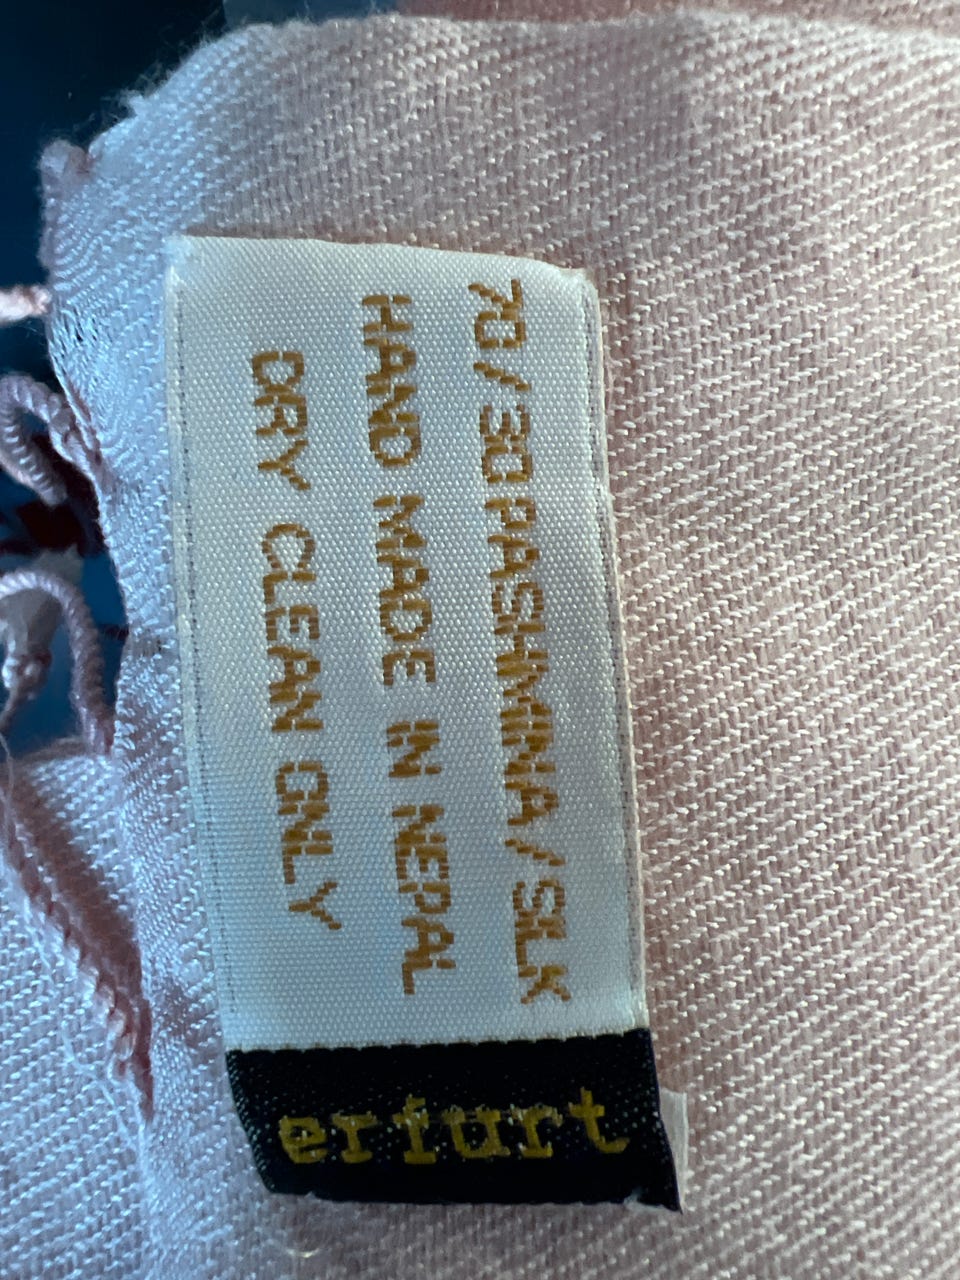 70/30 PASHMINA/SILK
HAND MADE IN NEPAL
DRY CLEAN ONLY
erfurt